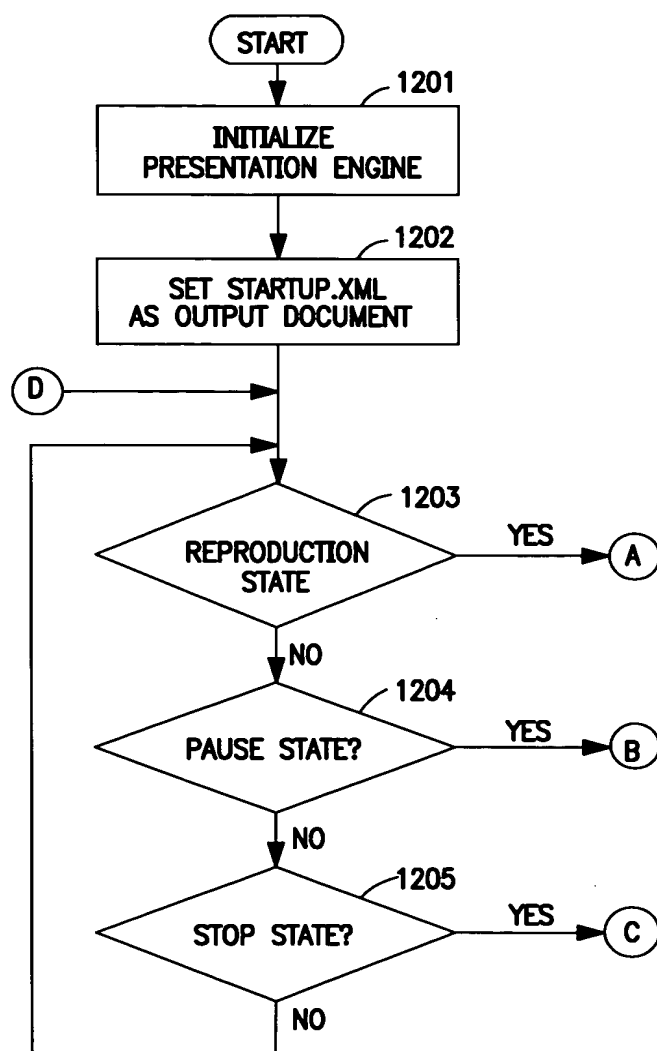 START
1201
INITIALIZE
PRESENTATION ENGINE
1202
SET STARTUP.XML
AS OUTPUT DOCUMENT
D
1203
REPRODUCTION
STATE
YES
A
NO
1204
PAUSE STATE?
YES
B
NO
1205
STOP STATE?
YES
C
NO